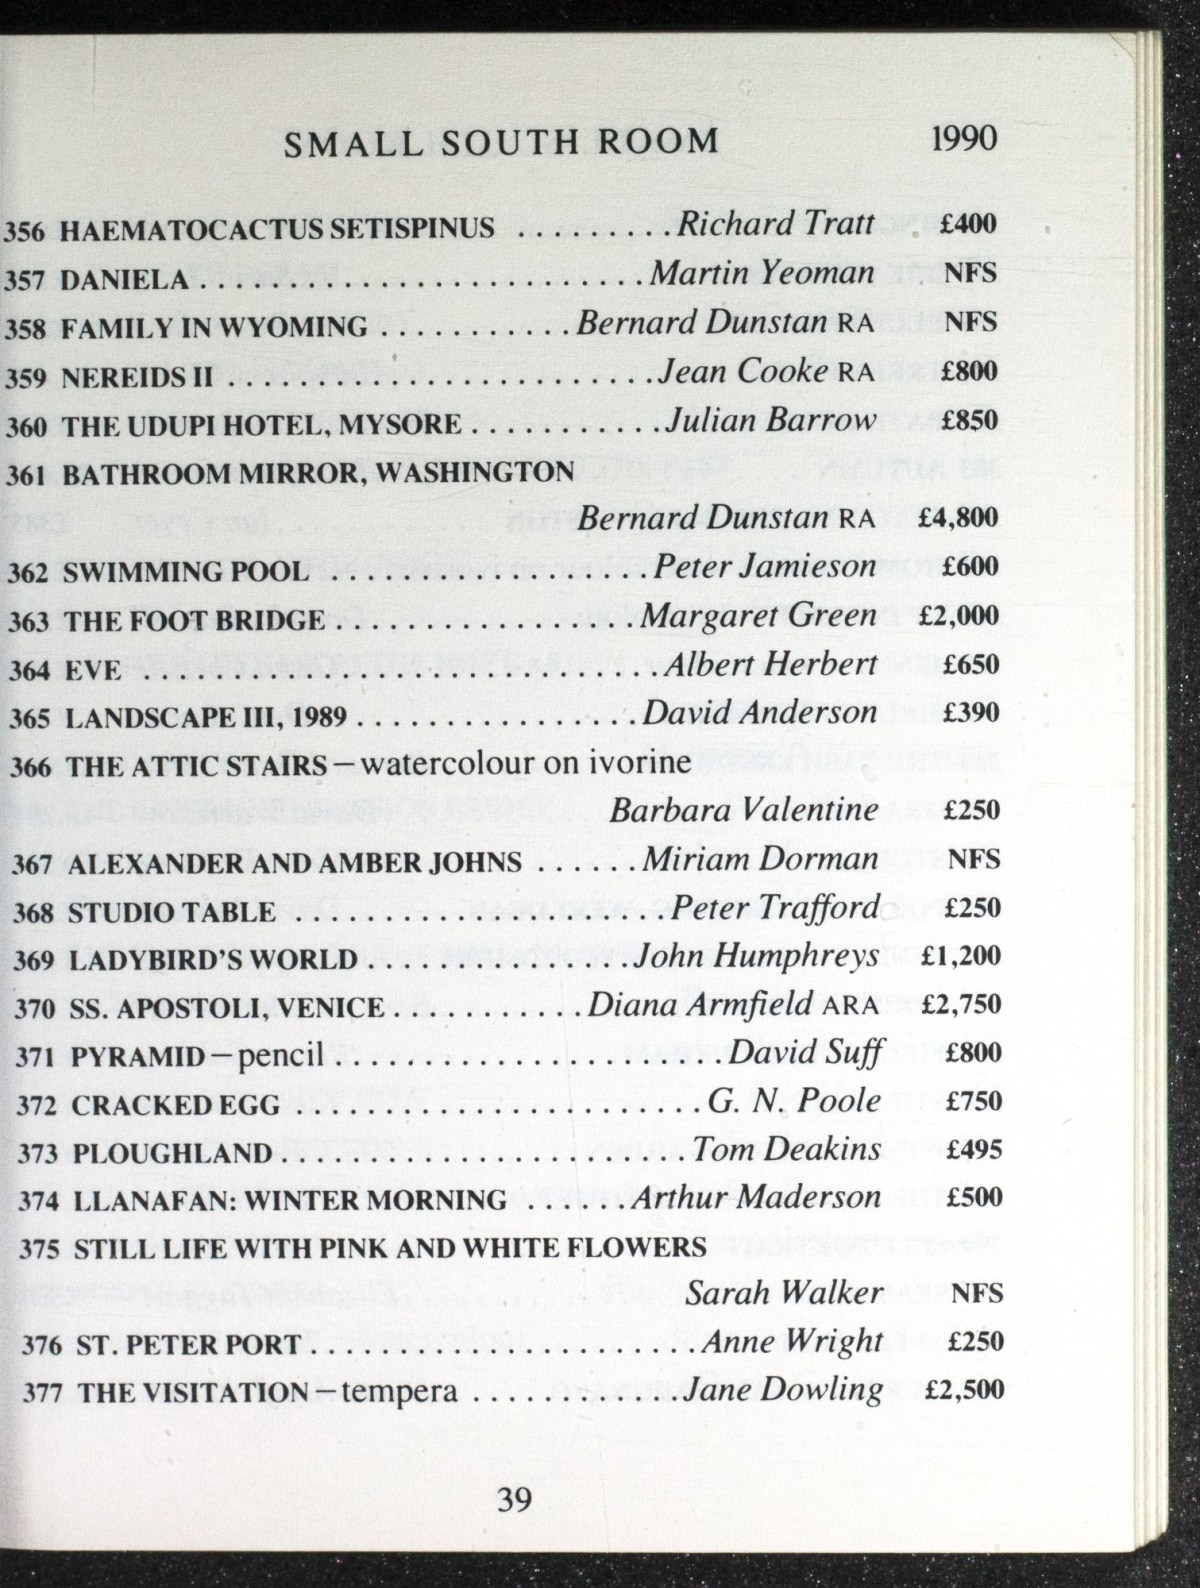 SMALL SOUTH ROOM 1990
356 HAEMATOCACTUS SETISPINUS . . . . . . . . . Richard Tratt £400
357 DANIELA . . . . . . . . . . . . . . . . . . . . . . . . . Martin Yeoman NFS
358 FAMILY IN WYOMING . . . . . . . . . . . Bernard Dunstan RA NFS
359 NEREIDS II . . . . . . . . . . . . . . . . . . . . . . . . Jean Cooke RA £800
360 THE UDUPI HOTEL, MYSORE . . . . . . . . . . . Julian Barrow £850
361 BATHROOM MIRROR, WASHINGTON
Bernard Dunstan RA £4,800
362 SWIMMING POOL . . . . . . . . . . . . . . . . . . Peter Jamieson £600
363 THE FOOT BRIDGE . . . . . . . . . . . . . . . . . Margaret Green £2,000
364 EVE . . . . . . . . . . . . . . . . . . . . . . . . . . . . . Albert Herbert £650
365 LANDSCAPE III, 1989 . . . . . . . . . . . . . . . . David Anderson £390
366 THE ATTIC STAIRS—watercolour on ivorine
Barbara Valentine £250
367 ALEXANDER AND AMBER JOHNS . . . . . . Miriam Dorman NFS
368 STUDIO TABLE . . . . . . . . . . . . . . . . . . . . . Peter Trafford £250
369 LADYBIRD'S WORLD . . . . . . . . . . . . . . . John Humphreys £1,200
370 SS. APOSTOLI, VENICE . . . . . . . . . . . Diana Armfield ARA £2,750
371 PYRAMID—pencil . . . . . . . . . . . . . . . . . . . . . . David Suff £800
372 CRACKED EGG . . . . . . . . . . . . . . . . . . . . . . . G. N. Poole £750
373 PLOUGHLAND . . . . . . . . . . . . . . . . . . . . . . . Tom Deakins £495
374 LLANAFAN: WINTER MORNING . . . . . . Arthur Maderson £500
375 STILL LIFE WITH PINK AND WHITE FLOWERS
Sarah Walker NFS
376 ST. PETER PORT . . . . . . . . . . . . . . . . . . . . . . Anne Wright £250
377 THE VISITATION—tempera . . . . . . . . . . . . Jane Dowling £2,500
39